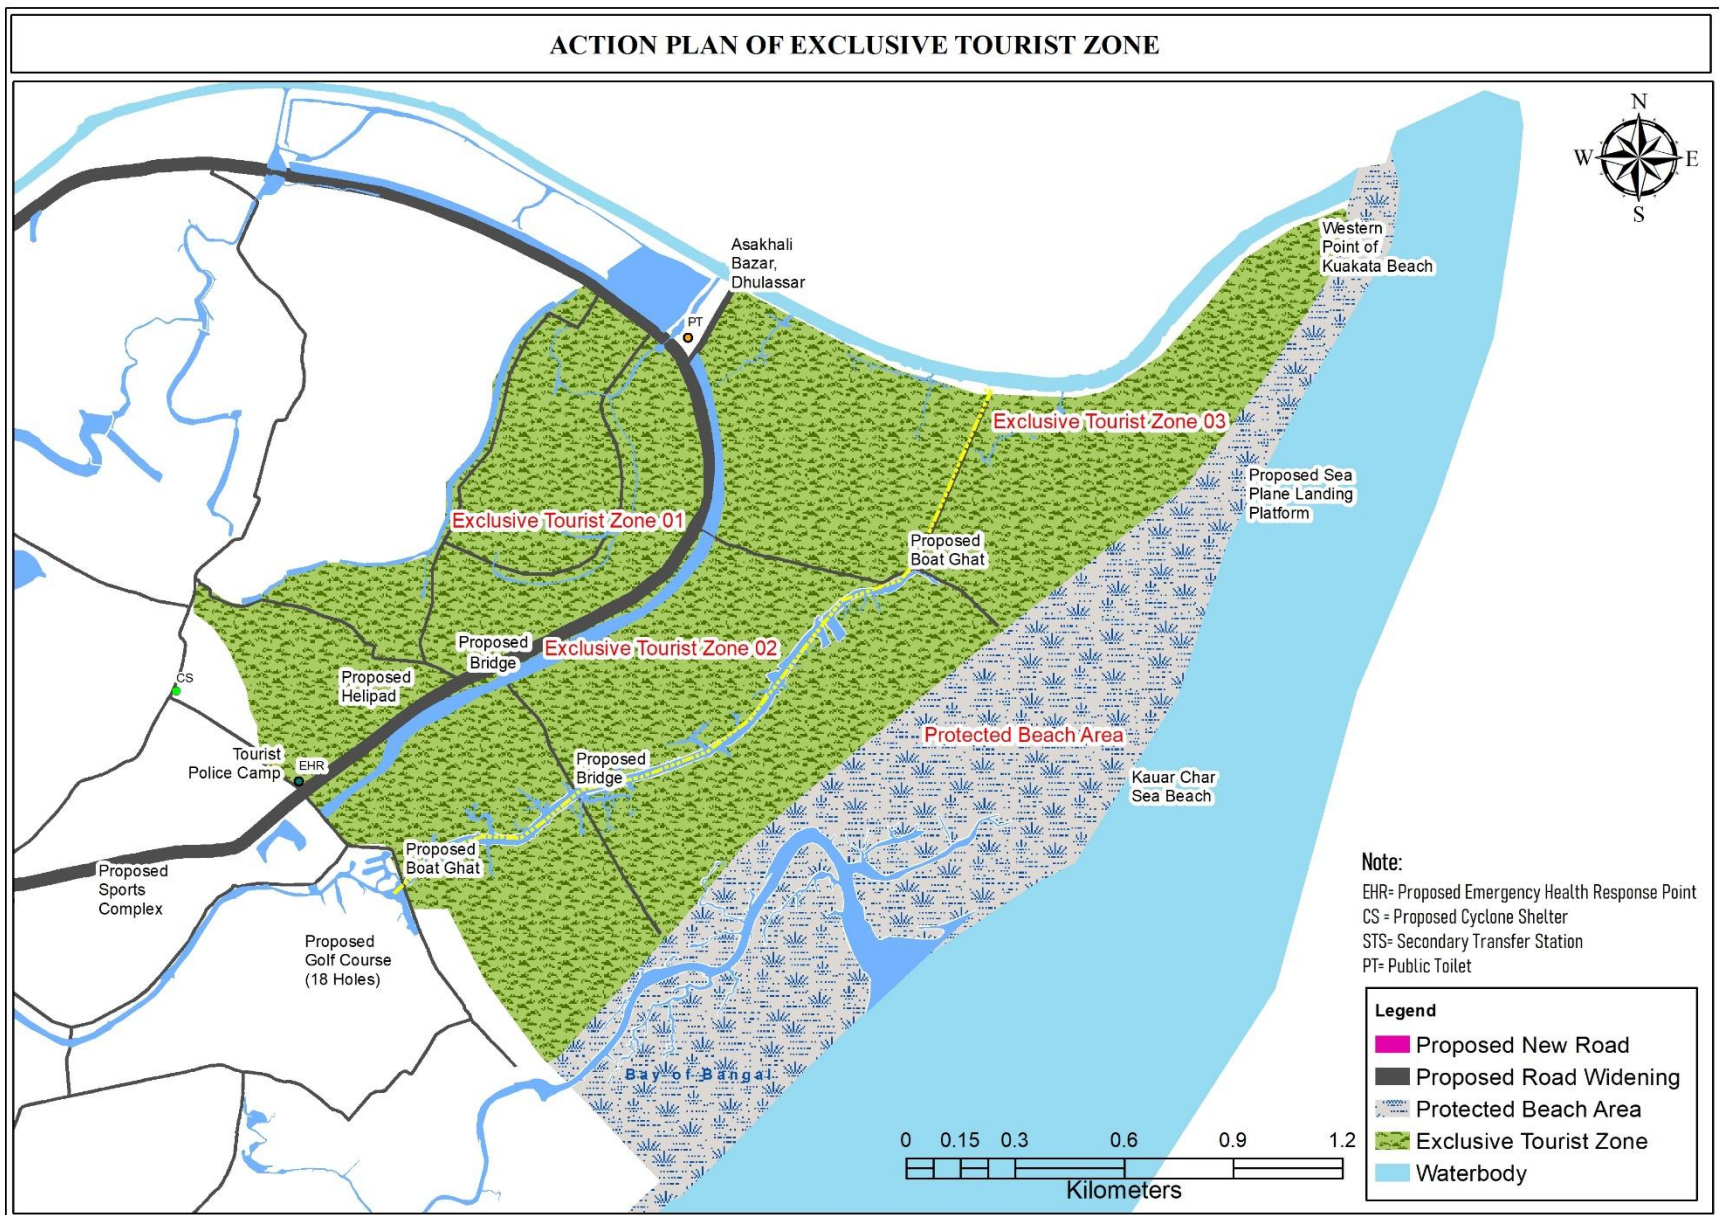 ACTION PLAN OF EXCLUSIVE TOURIST ZONE
N
W
E
S
Asakhali
Bazar,
Dhulassar
PT
Western
Point of
Kuakata Beach
Exclusive Tourist Zone 03
Proposed Sea
Plane Landing
Platform
Exclusive Tourist Zone 01
Proposed
Boat Ghat
Proposed
Bridge
Exclusive Tourist Zone 02
CS
Proposed
Helipad
Protected Beach Area
Tourist
Police Camp
EHR
Proposed
Bridge
Kauar Char
Sea Beach
Proposed
Boat Ghat
Proposed
Sports
Complex
Proposed
Golf Course
(18 Holes)
Bay of Bangal
Note:
EHR= Proposed Emergency Health Response Point
CS = Proposed Cyclone Shelter
STS= Secondary Transfer Station
PT= Public Toilet
Legend
Proposed New Road
Proposed Road Widening
Protected Beach Area
Exclusive Tourist Zone
Waterbody
0 0.15 0.3 0.6 0.9 1.2
Kilometers